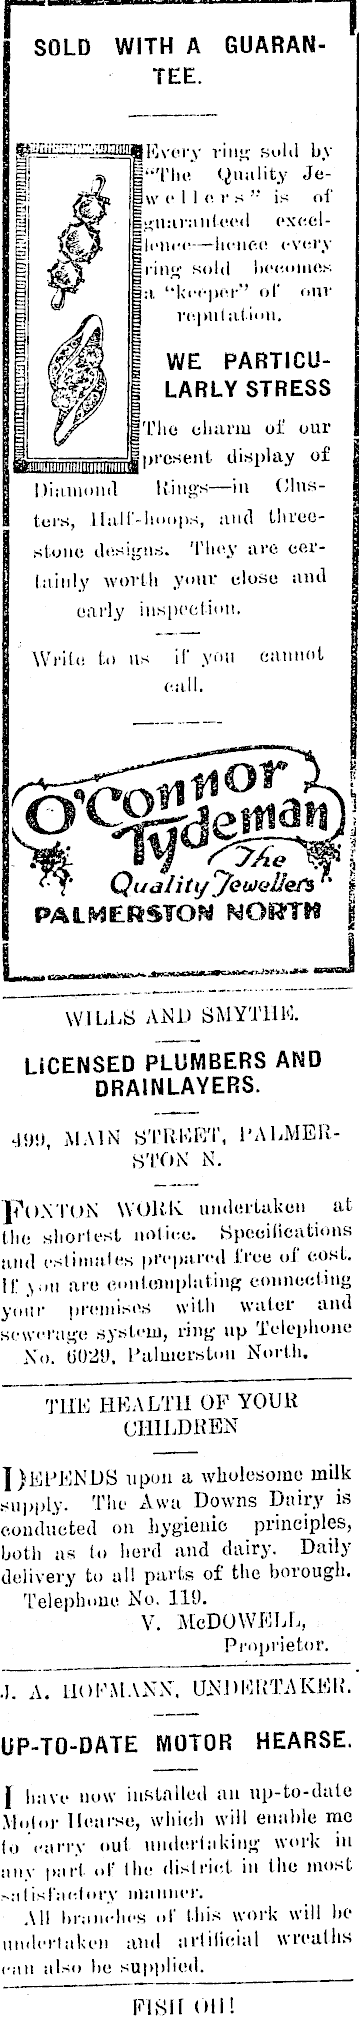 SOLD WITH A GUARAN-
TEE.
Every ring sold by
"The Quality Je-
wellers" is of
guaranteed excel-
lence—hence every
ring sold becomes
a "keeper" of our
reputation.
WE PARTICU-
LARLY STRESS
The charm of our
present display of
Diamond Rings—in Clus-
ters, Half-hoops, and three-
stone designs. They are cer-
tainly worth your close and
early inspection.
Write to us if you cannot
call.
O'Connor
Tydeman
The
Quality Jewellers
PALMERSTON NORTH
WILLS AND SMYTHE.
LICENSED PLUMBERS AND
DRAINLAYERS.
499, MAIN STREET, PALMER-
STON N.
FOXTON WORK undertaken at
the shortest notice. Specifications
and estimates prepared free of cost.
If you are contemplating connecting
your premises with water and
sewerage system, ring up Telephone
No. 6029, Palmerston North.
THE HEALTH OF YOUR
CHILDREN
DEPENDS upon a wholesome milk
supply. The Awa Downs Dairy is
conducted on hygienic principles,
both as to herd and dairy. Daily
delivery to all parts of the borough.
Telephone No. 119.
V. McDOWELL,
Proprietor.
J. A. HOFMANN, UNDERTAKER.
UP-TO-DATE MOTOR HEARSE.
I have now installed an up-to-date
Motor Hearse, which will enable me
to carry out undertaking work in
any part of the district in the most
satisfactory manner.
All branches of this work will be
undertaken and artificial wreaths
can also be supplied.
FISH OH!